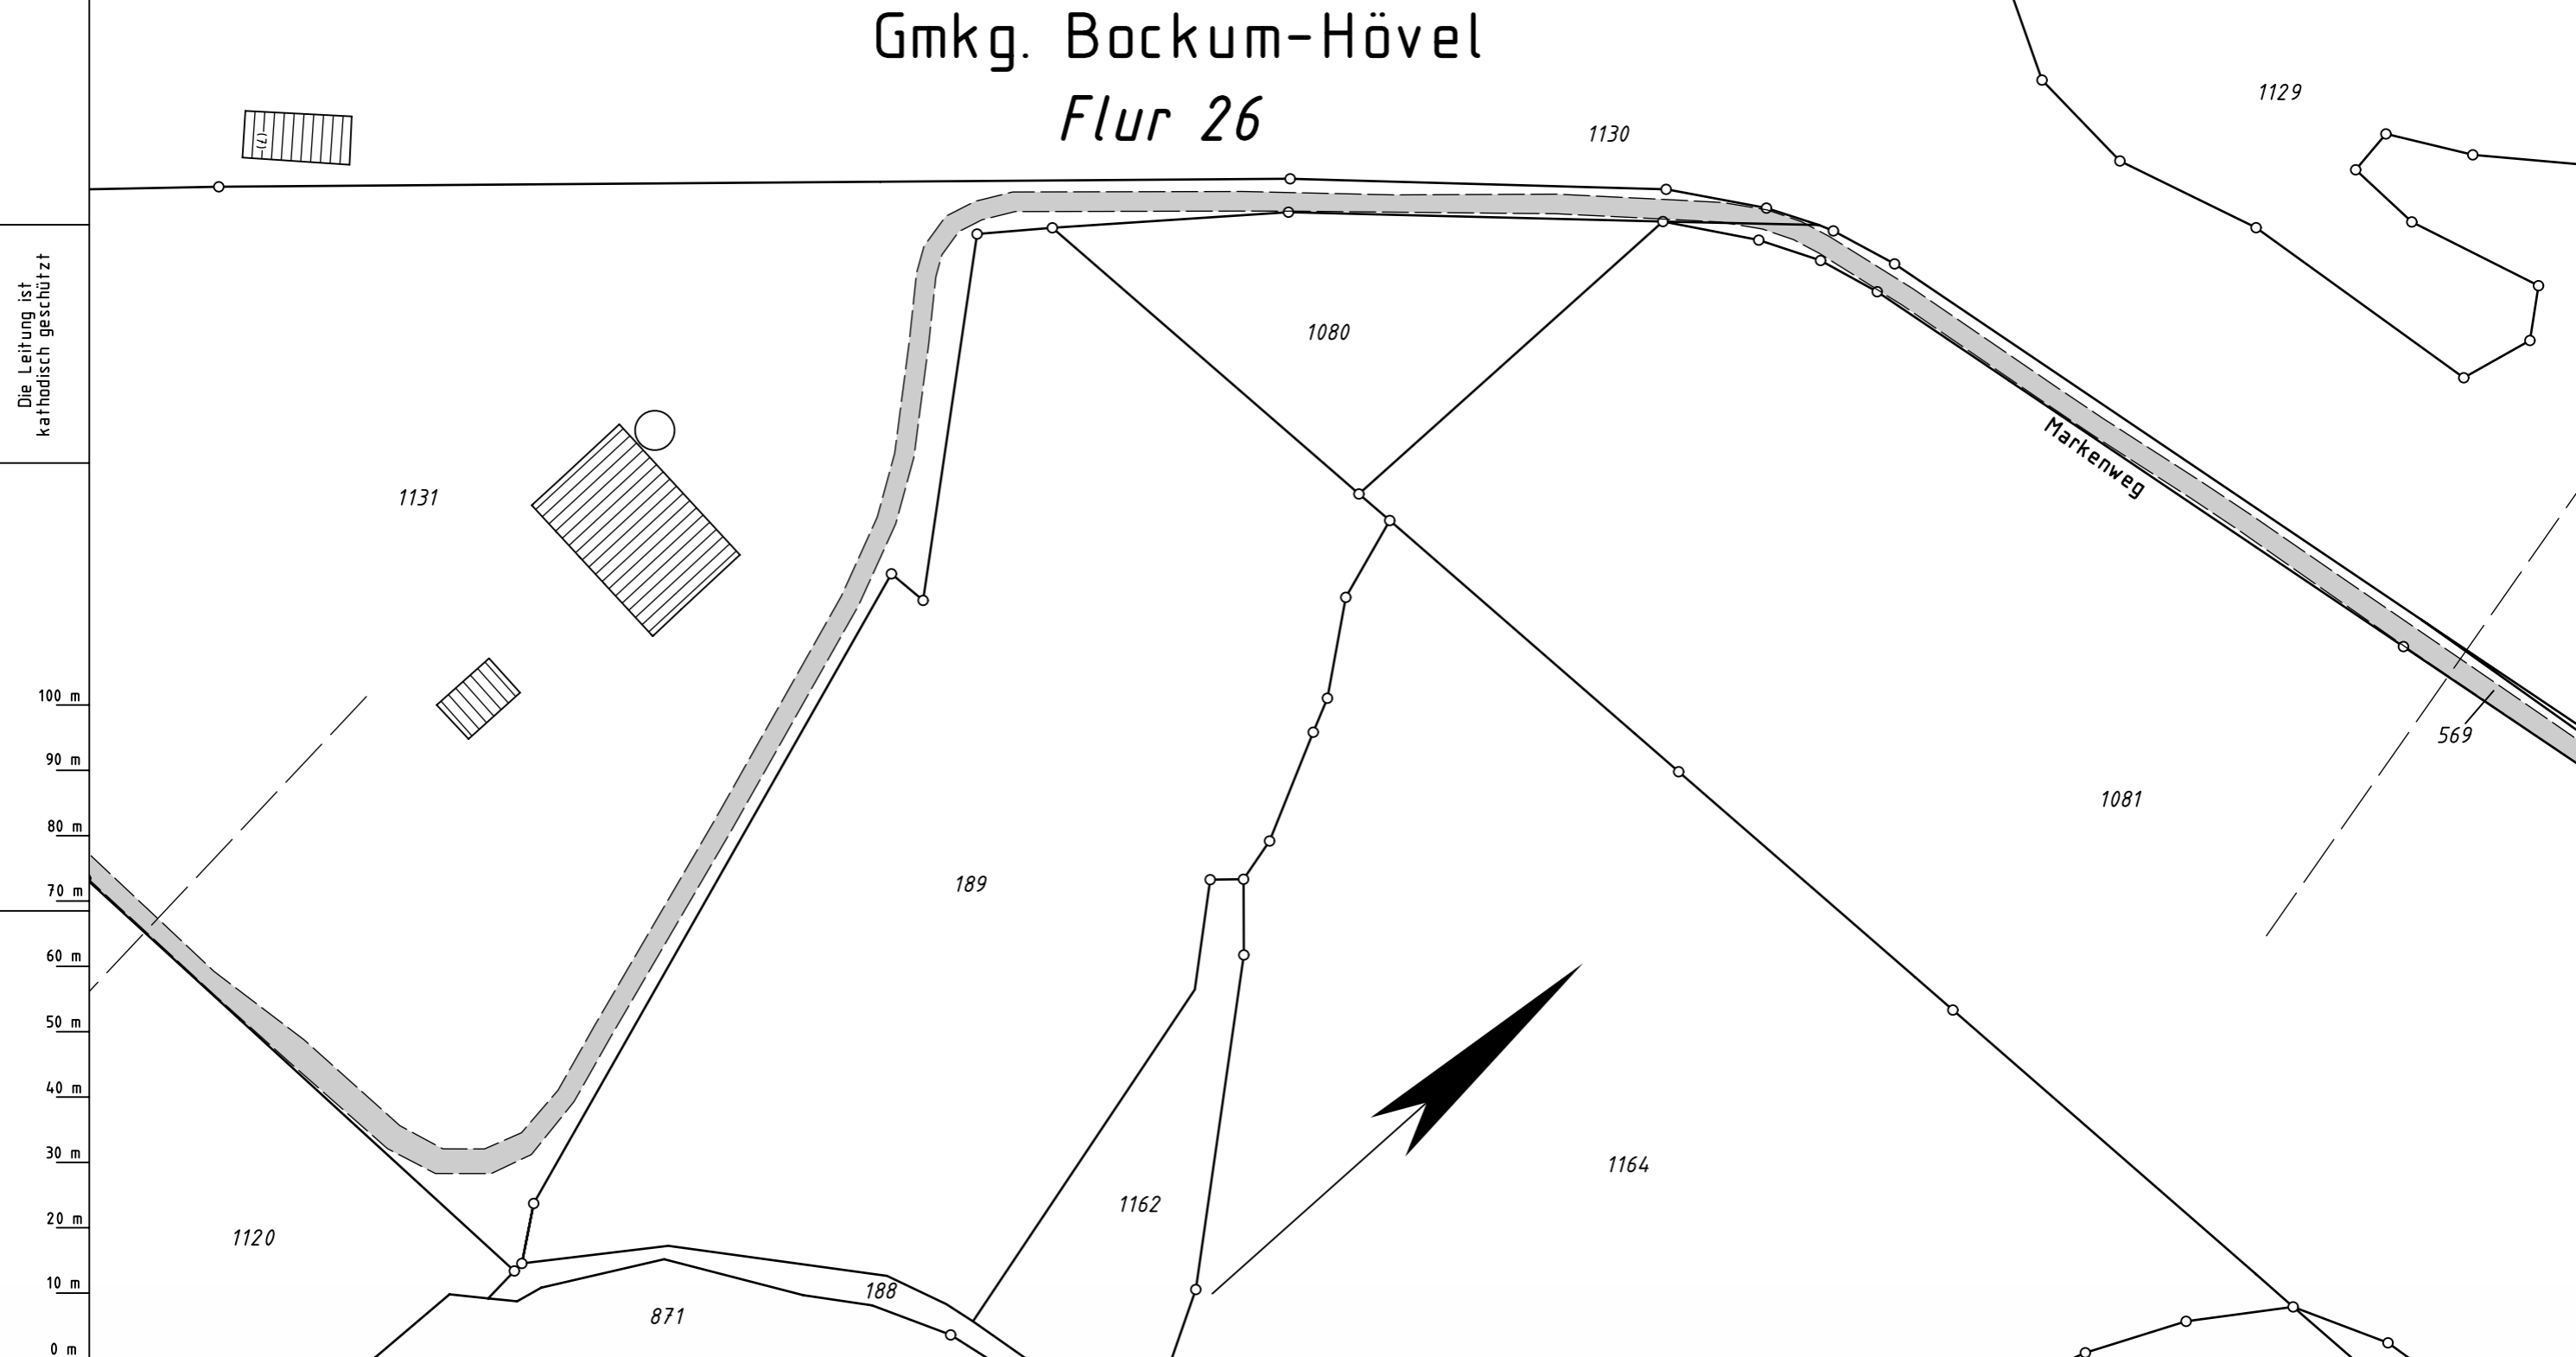 Gmkg. Bockum-Hövel
Flur 26
1129
1130
(7)
Die Leitung ist
kathodisch geschützt
1080
Markenweg
1131
100 m
90 m
80 m
70 m
60 m
50 m
40 m
30 m
20 m
10 m
0 m
569
1081
189
1164
1162
1120
188
871